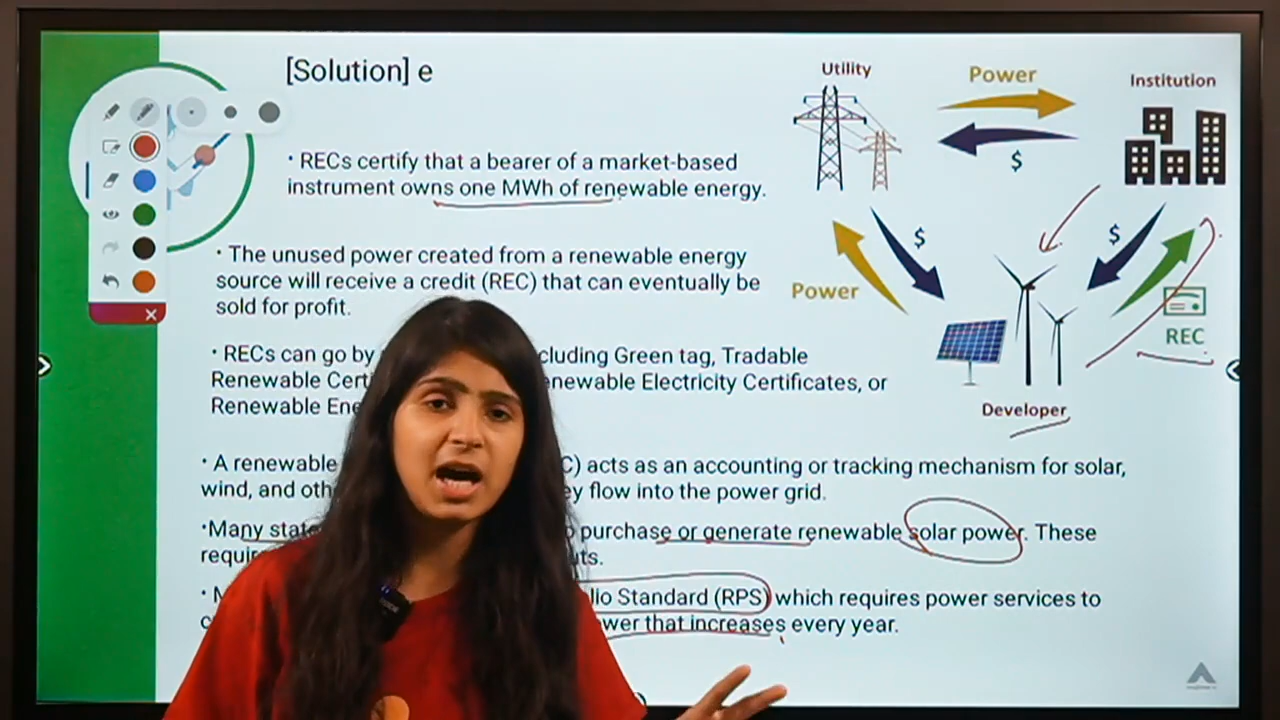 [Solution] e
• RECs certify that a bearer of a market-based
instrument owns one MWh of renewable energy.
• The unused power created from a renewable energy
source will receive a credit (REC) that can eventually be
sold for profit.
• RECs can go by cluding Green tag, Tradable
Renewable Cert enewable Electricity Certificates, or
Renewable Ene
• A renewable C) acts as an accounting or tracking mechanism for solar,
wind, and oth ey flow into the power grid.
•Many state purchase or generate renewable solar power. These
requir ts.
• lio Standard (RPS) which requires power services to
wer that increases every year.
Utility
Power
Institution
$
$
$
Power
REC
Developer